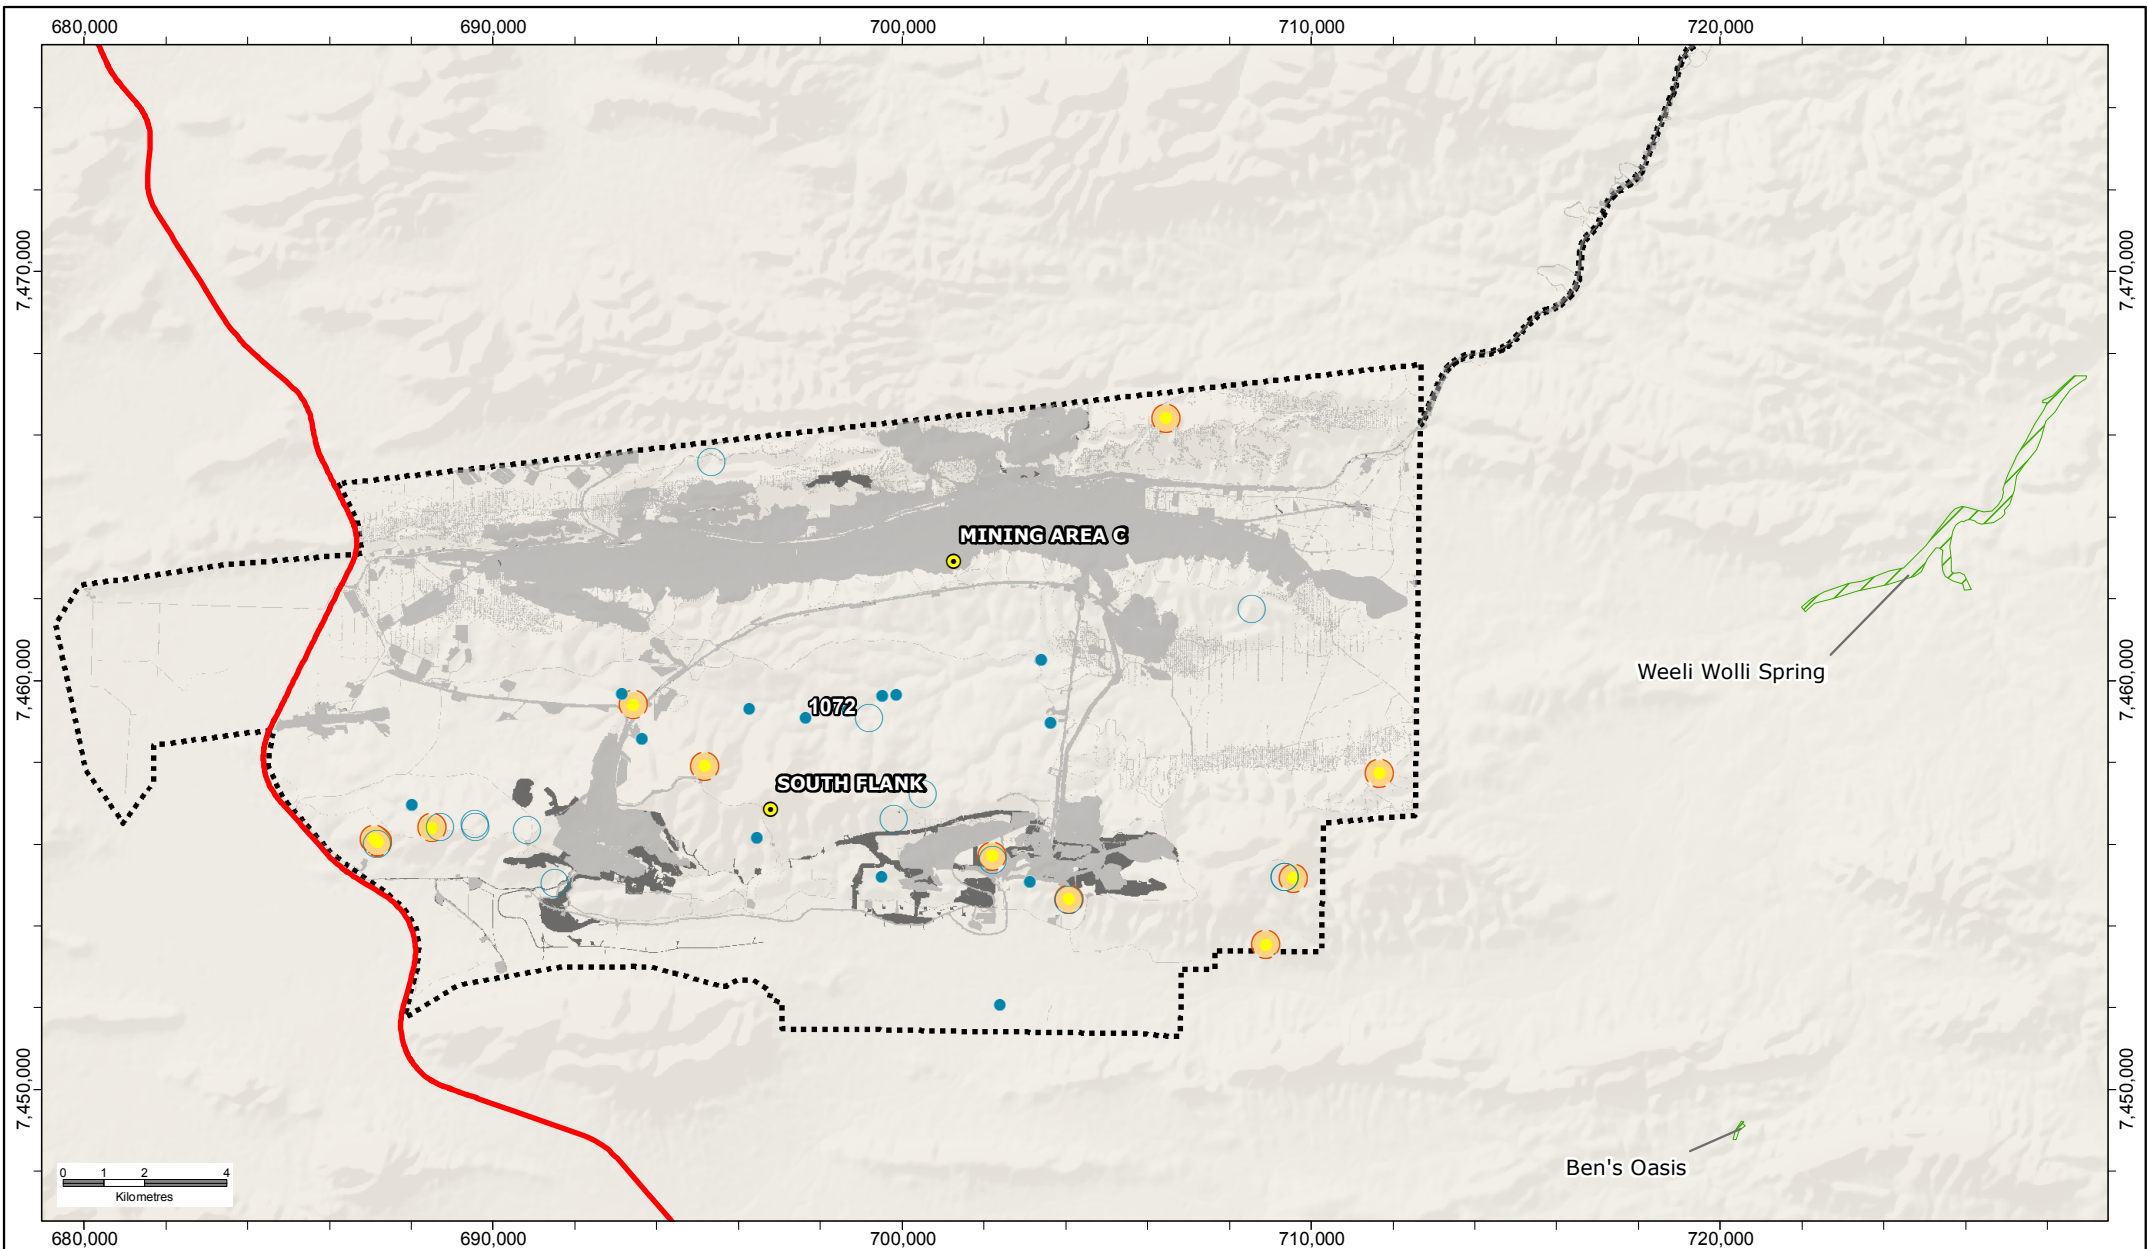 680,000 690,000 700,000 710,000 720,000
7,470,000 7,470,000
MINING AREA C
7,460,000 7,460,000
Weeli Wolli Spring
1072
SOUTH FLANK
7,450,000 7,450,000
Ben's Oasis
0 1 2 4
Kilometres
680,000 690,000 700,000 710,000 720,000